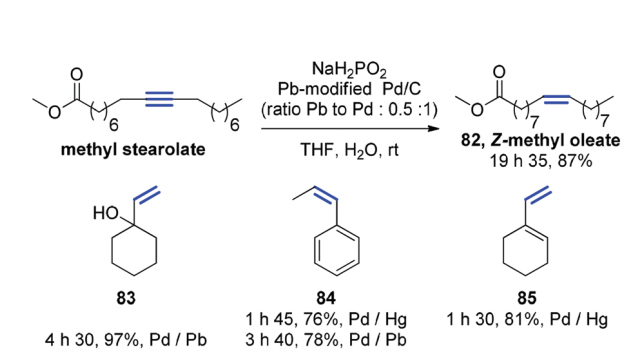 NaH2PO2
Pb-modified Pd/C
(ratio Pb to Pd : 0.5 :1)
THF, H2O, rt
O
O
6
6
methyl stearolate
O
O
7
7
82, Z-methyl oleate
19 h 35, 87%
HO
83
4 h 30, 97%, Pd / Pb
84
1 h 45, 76%, Pd / Hg
3 h 40, 78%, Pd / Pb
85
1 h 30, 81%, Pd / Hg